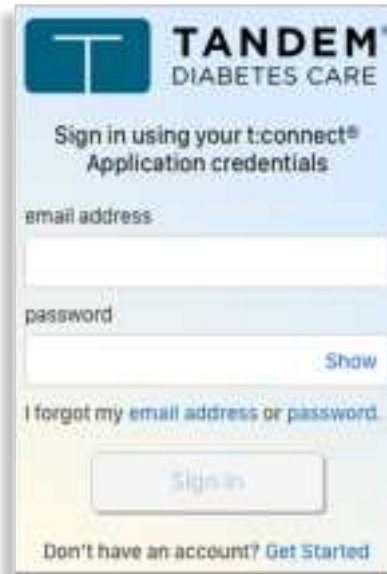 T TANDEM®
DIABETES CARE
Sign in using your t:connect®
Application credentials
email address
password
Show
I forgot my email address or password.
Sign in
Don't have an account? Get Started